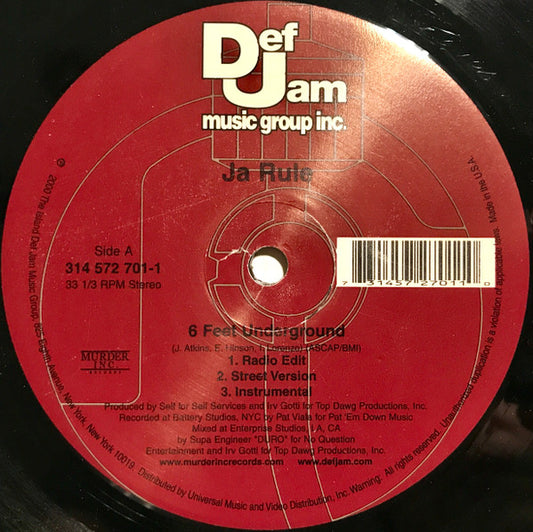 Def
Jam
music group inc.
Ja Rule
Side A
314 572 701-1
33 1/3 RPM Stereo
7 31457 27011 0
6 Feet Underground
(J. Atkins, E. Hinson, I. Lorenzo) (ASCAP/BMI)
1. Radio Edit
2. Street Version
3. Instrumental
MURDER
INC.
RECORDS
Produced by Self for Self Services and Irv Gotti for Top Dawg Productions, Inc.
Recorded at Battery Studios, NYC by Pat Viala for Pat 'Em Down Music
Mixed at Enterprise Studios, LA, CA
by Supa Engineer "DURO" for No Question
Entertainment and Irv Gotti for Top Dawg Productions, Inc.
www.murderincrecords.com www.defjam.com
℗ 2000 The Island Def Jam Music Group, 825 Eighth Avenue, New York, New York 10019. Distributed by Universal Music and Video Distribution, Inc. Warning: All rights reserved. Unauthorized duplication is a violation of applicable laws. Made in the U.S.A.